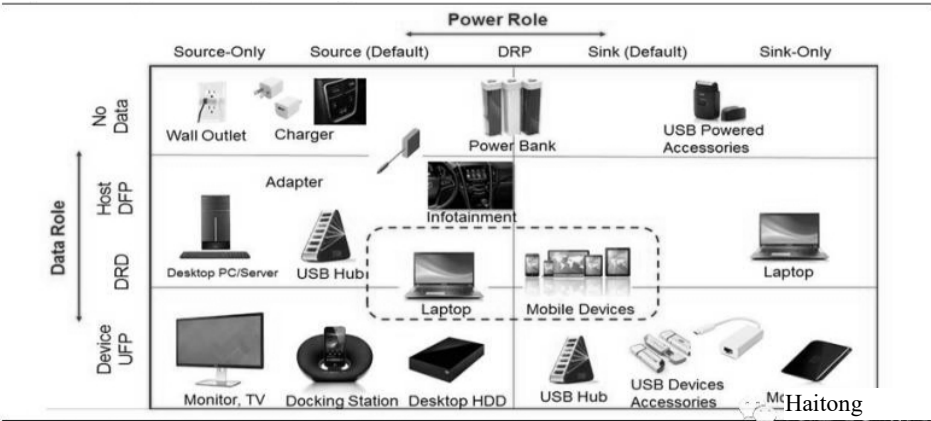 Power Role
Source-Only Source (Default) DRP Sink (Default) Sink-Only
No
Data
Wall Outlet Charger Power Bank USB Powered
Accessories
Data Role
Host
DFP
Adapter
Infotainment
DRD
Desktop PC/Server USB Hub Laptop Mobile Devices Laptop
Device
UFP
Monitor, TV Docking Station Desktop HDD USB Hub USB Devices
Accessories
Haitong